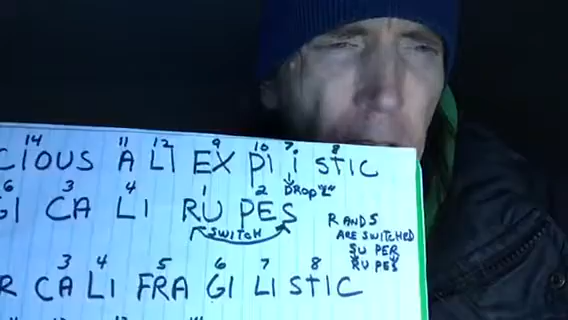 14 11 12 9 10 7 8
CIOUS A LI EX PI i STIC
6 3 4 1 2 DROP "L"
GI CA LI RU PES
SWITCH
R AND S
ARE SWITCHED
SU PER
RU PES
3 4 5 6 7 8
R CA LI FRA GI LI STIC